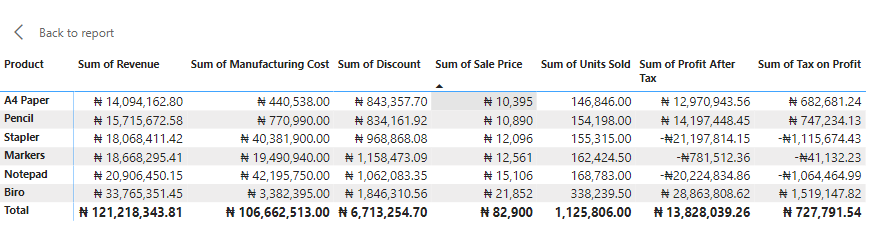 Back to report
Product Sum of Revenue Sum of Manufacturing Cost Sum of Discount Sum of Sale Price Sum of Units Sold Sum of Profit After Tax Sum of Tax on Profit
A4 Paper ₦ 14,094,162.80 ₦ 440,538.00 ₦ 843,357.70 ₦ 10,395 146,846.00 ₦ 12,970,943.56 ₦ 682,681.24
Pencil ₦ 15,715,672.58 ₦ 770,990.00 ₦ 834,161.92 ₦ 10,890 154,198.00 ₦ 14,197,448.45 ₦ 747,234.13
Stapler ₦ 18,068,411.42 ₦ 40,381,900.00 ₦ 968,868.08 ₦ 12,096 155,315.00 -₦21,197,814.15 -₦1,115,674.43
Markers ₦ 18,668,295.41 ₦ 19,490,940.00 ₦ 1,158,473.09 ₦ 12,561 162,424.50 -₦781,512.36 -₦41,132.23
Notepad ₦ 20,906,450.15 ₦ 42,195,750.00 ₦ 1,062,083.35 ₦ 15,106 168,783.00 -₦20,224,834.86 -₦1,064,464.99
Biro ₦ 33,765,351.45 ₦ 3,382,395.00 ₦ 1,846,310.56 ₦ 21,852 338,239.50 ₦ 28,863,808.62 ₦ 1,519,147.82
Total ₦ 121,218,343.81 ₦ 106,662,513.00 ₦ 6,713,254.70 ₦ 82,900 1,125,806.00 ₦ 13,828,039.26 ₦ 727,791.54